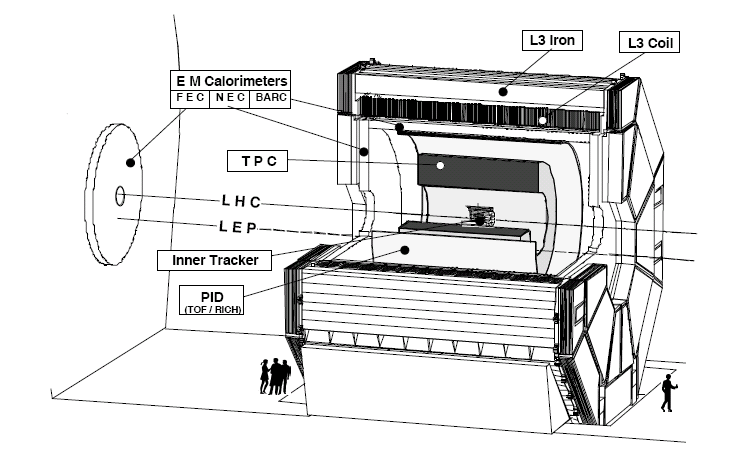 L3 Iron
L3 Coil
E M Calorimeters
F E C N E C BARC
T P C
L H C
L E P
Inner Tracker
PID
(TOF / RICH)